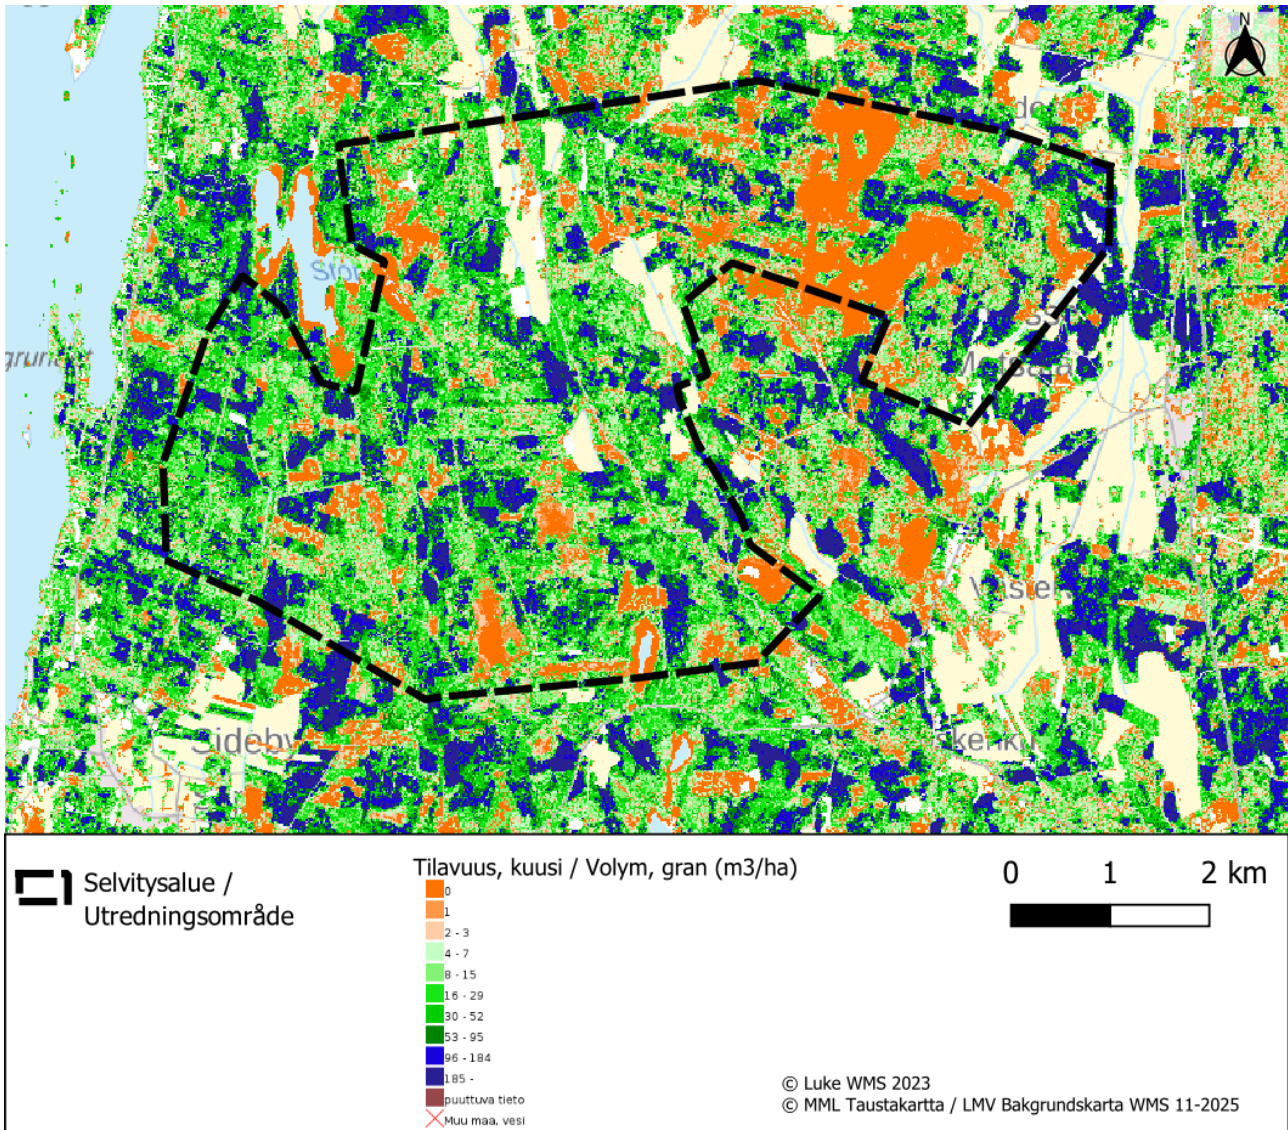 N
Stor
Sideby
Selvitysalue /
Utredningsområde
Tilavuus, kuusi / Volym, gran (m3/ha)
0
1
2 - 3
4 - 7
8 - 15
16 - 29
30 - 52
53 - 95
96 - 184
185 -
puuttuva tieto
Muu maa, vesi
0 1 2 km
© Luke WMS 2023
© MML Taustakartta / LMV Bakgrundskarta WMS 11-2025